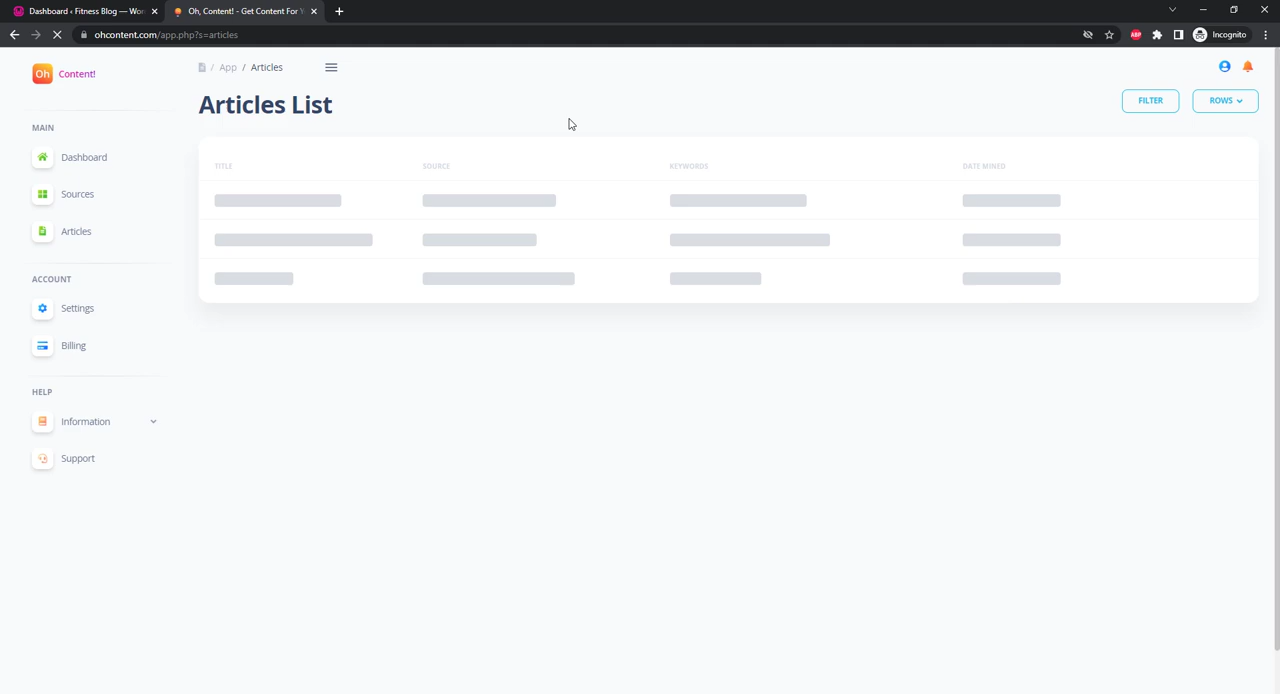 Dashboard ‹ Fitness Blog — Wor
Oh, Content! - Get Content For Y
ohcontent.com/app.php?s=articles
ABP
Incognito
Oh Content!
/ App / Articles
Articles List
FILTER
ROWS
MAIN
Dashboard
Sources
Articles
ACCOUNT
Settings
Billing
HELP
Information
Support
TITLE SOURCE KEYWORDS DATE MINED